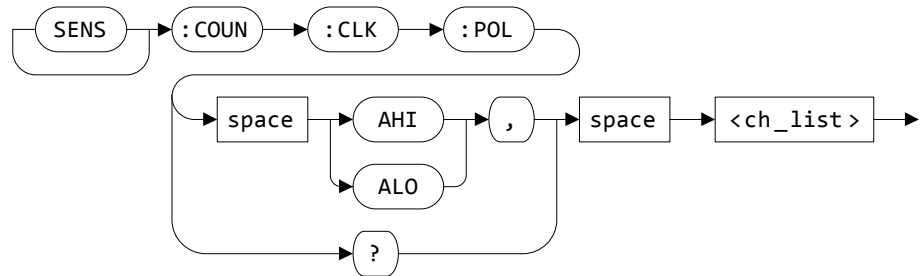 SENS :COUN :CLK :POL
space AHI , space <ch_list>
ALO
?